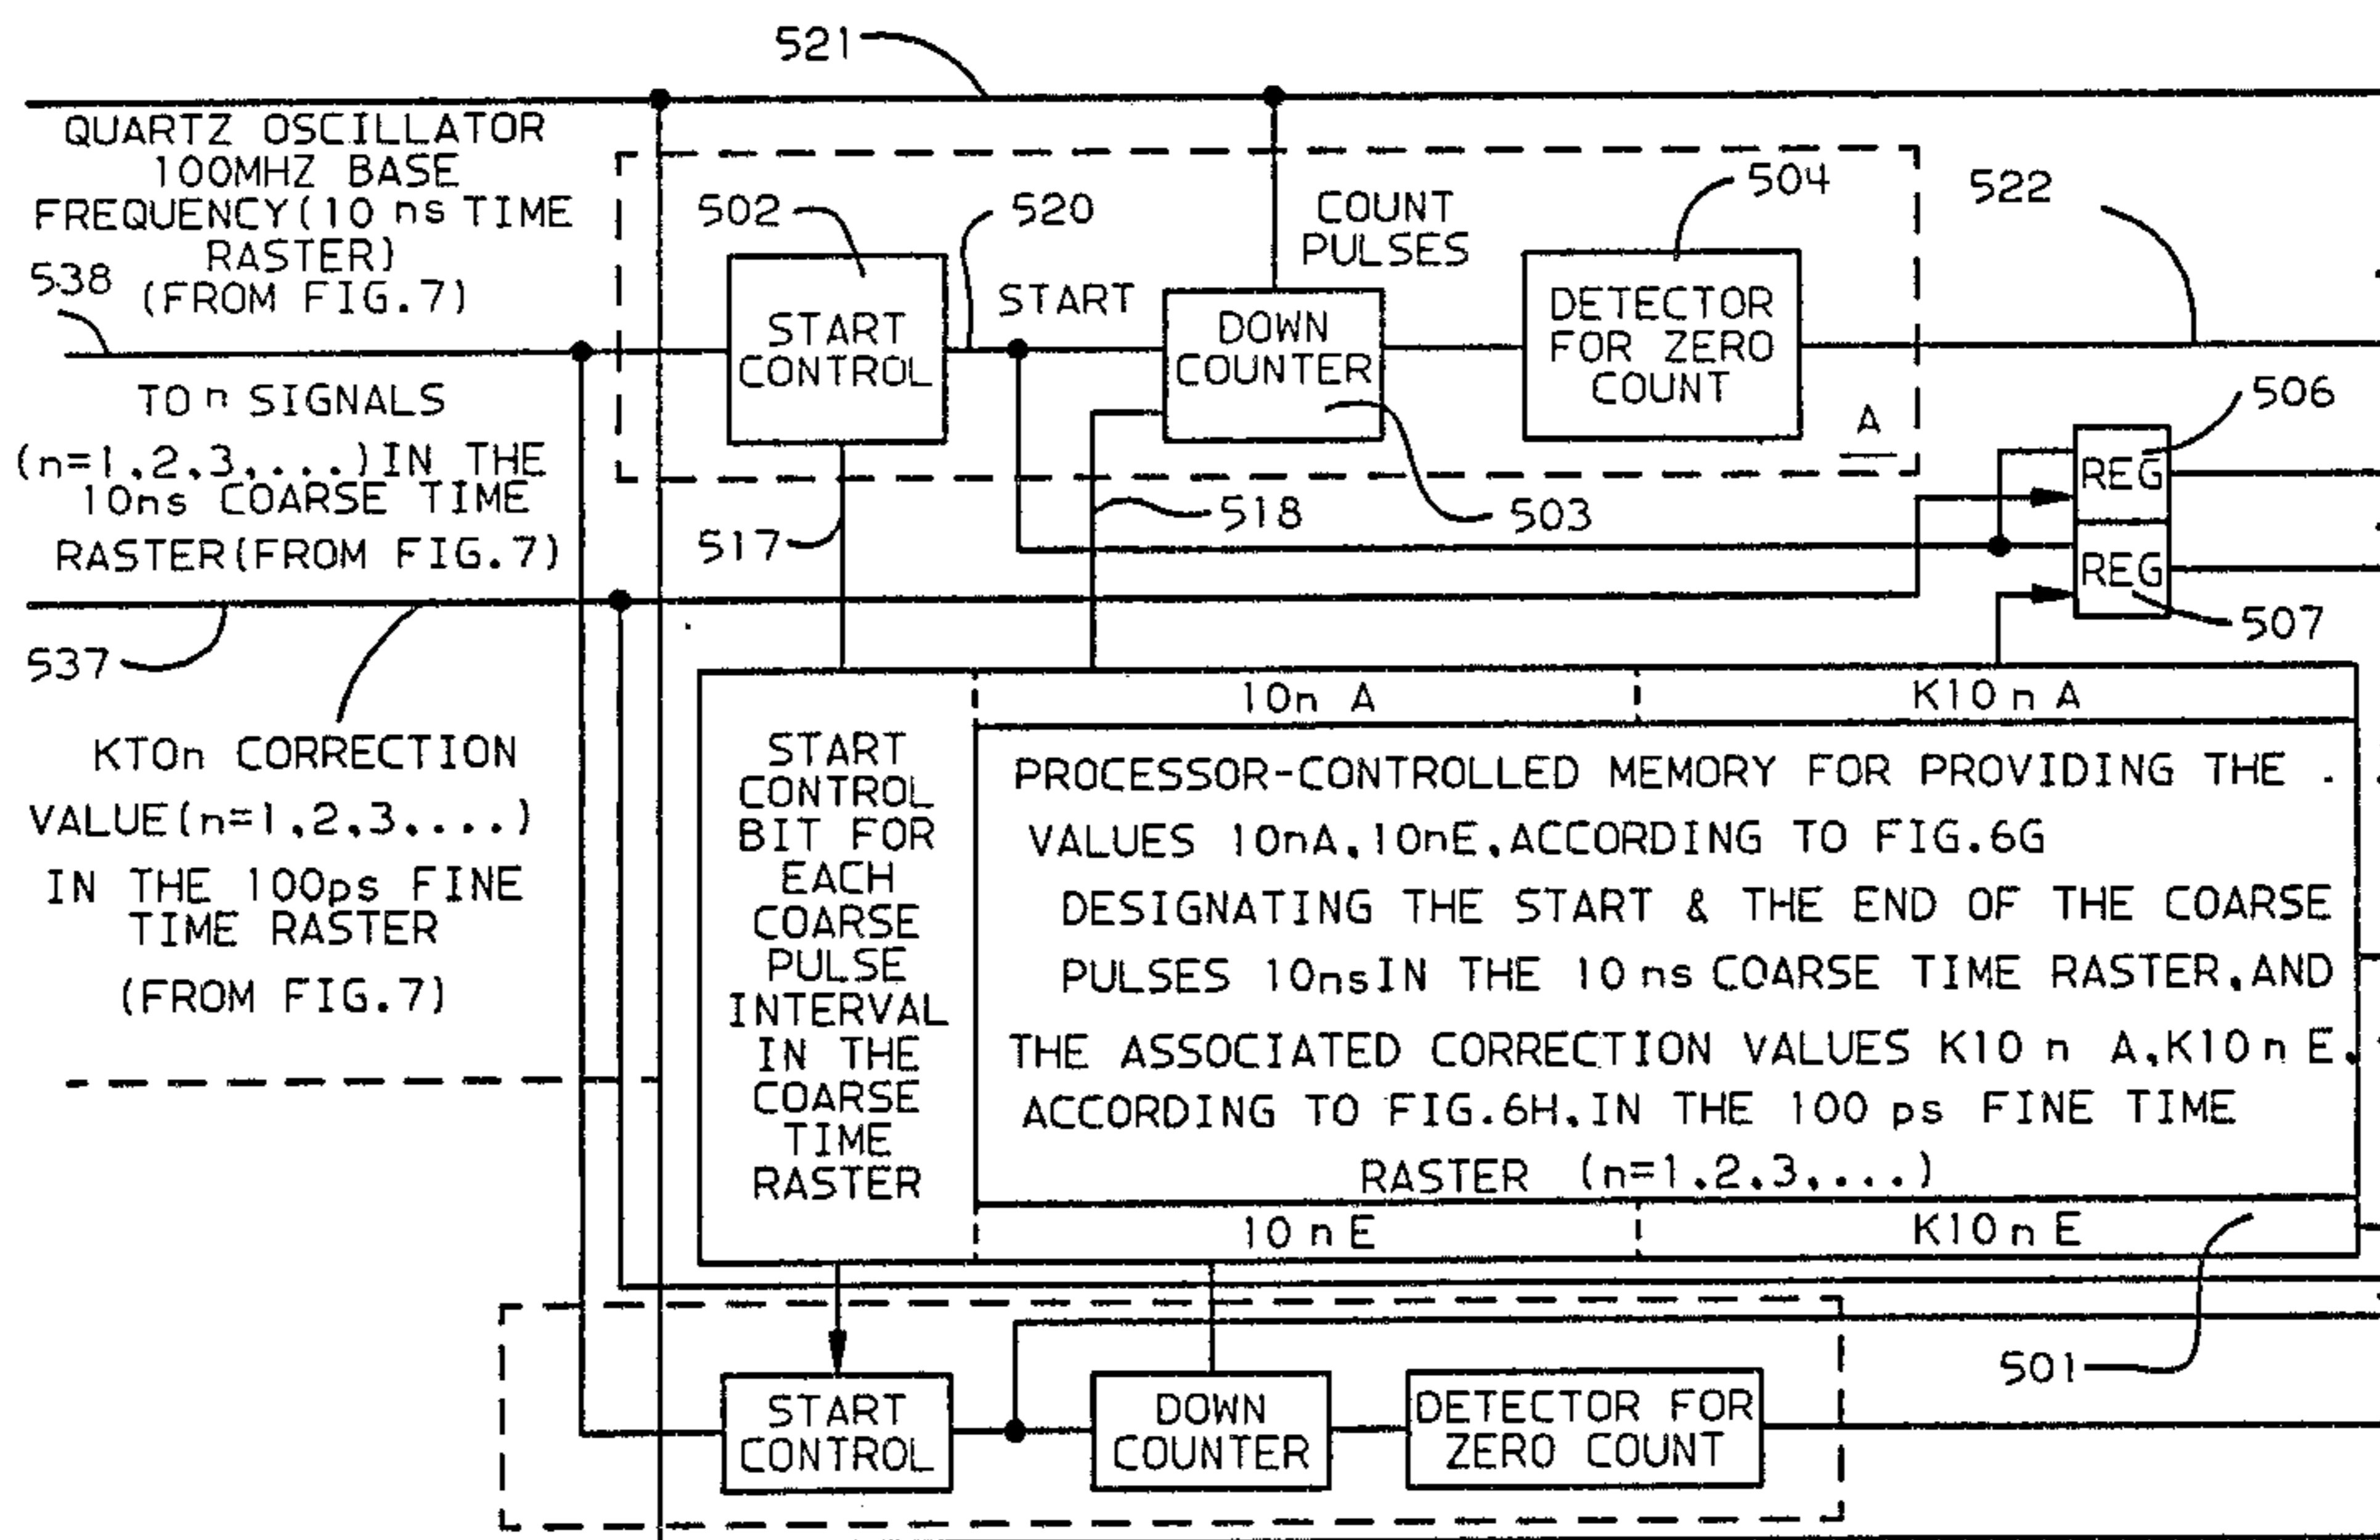 521
QUARTZ OSCILLATOR
100MHZ BASE
FREQUENCY(10 ns TIME
RASTER)
(FROM FIG.7)
538
TO n SIGNALS
(n=1,2,3,...)IN THE
10ns COARSE TIME
RASTER(FROM FIG.7)
537
KTOn CORRECTION
VALUE(n=1,2,3,....)
IN THE 100ps FINE
TIME RASTER
(FROM FIG.7)
502
520
COUNT
PULSES
504
522
START
CONTROL
START
DOWN
COUNTER
DETECTOR
FOR ZERO
COUNT
A
506
REG
REG
507
517
518
503
10n A
K10 n A
START
CONTROL
BIT FOR
EACH
COARSE
PULSE
INTERVAL
IN THE
COARSE
TIME
RASTER
PROCESSOR-CONTROLLED MEMORY FOR PROVIDING THE
VALUES 10nA,10nE,ACCORDING TO FIG.6G
DESIGNATING THE START & THE END OF THE COARSE
PULSES 10nsIN THE 10 ns COARSE TIME RASTER,AND
THE ASSOCIATED CORRECTION VALUES K10 n A,K10 n E,
ACCORDING TO FIG.6H,IN THE 100 ps FINE TIME
RASTER (n=1,2,3,....)
10 n E
K10 n E
501
START
CONTROL
DOWN
COUNTER
DETECTOR FOR
ZERO COUNT